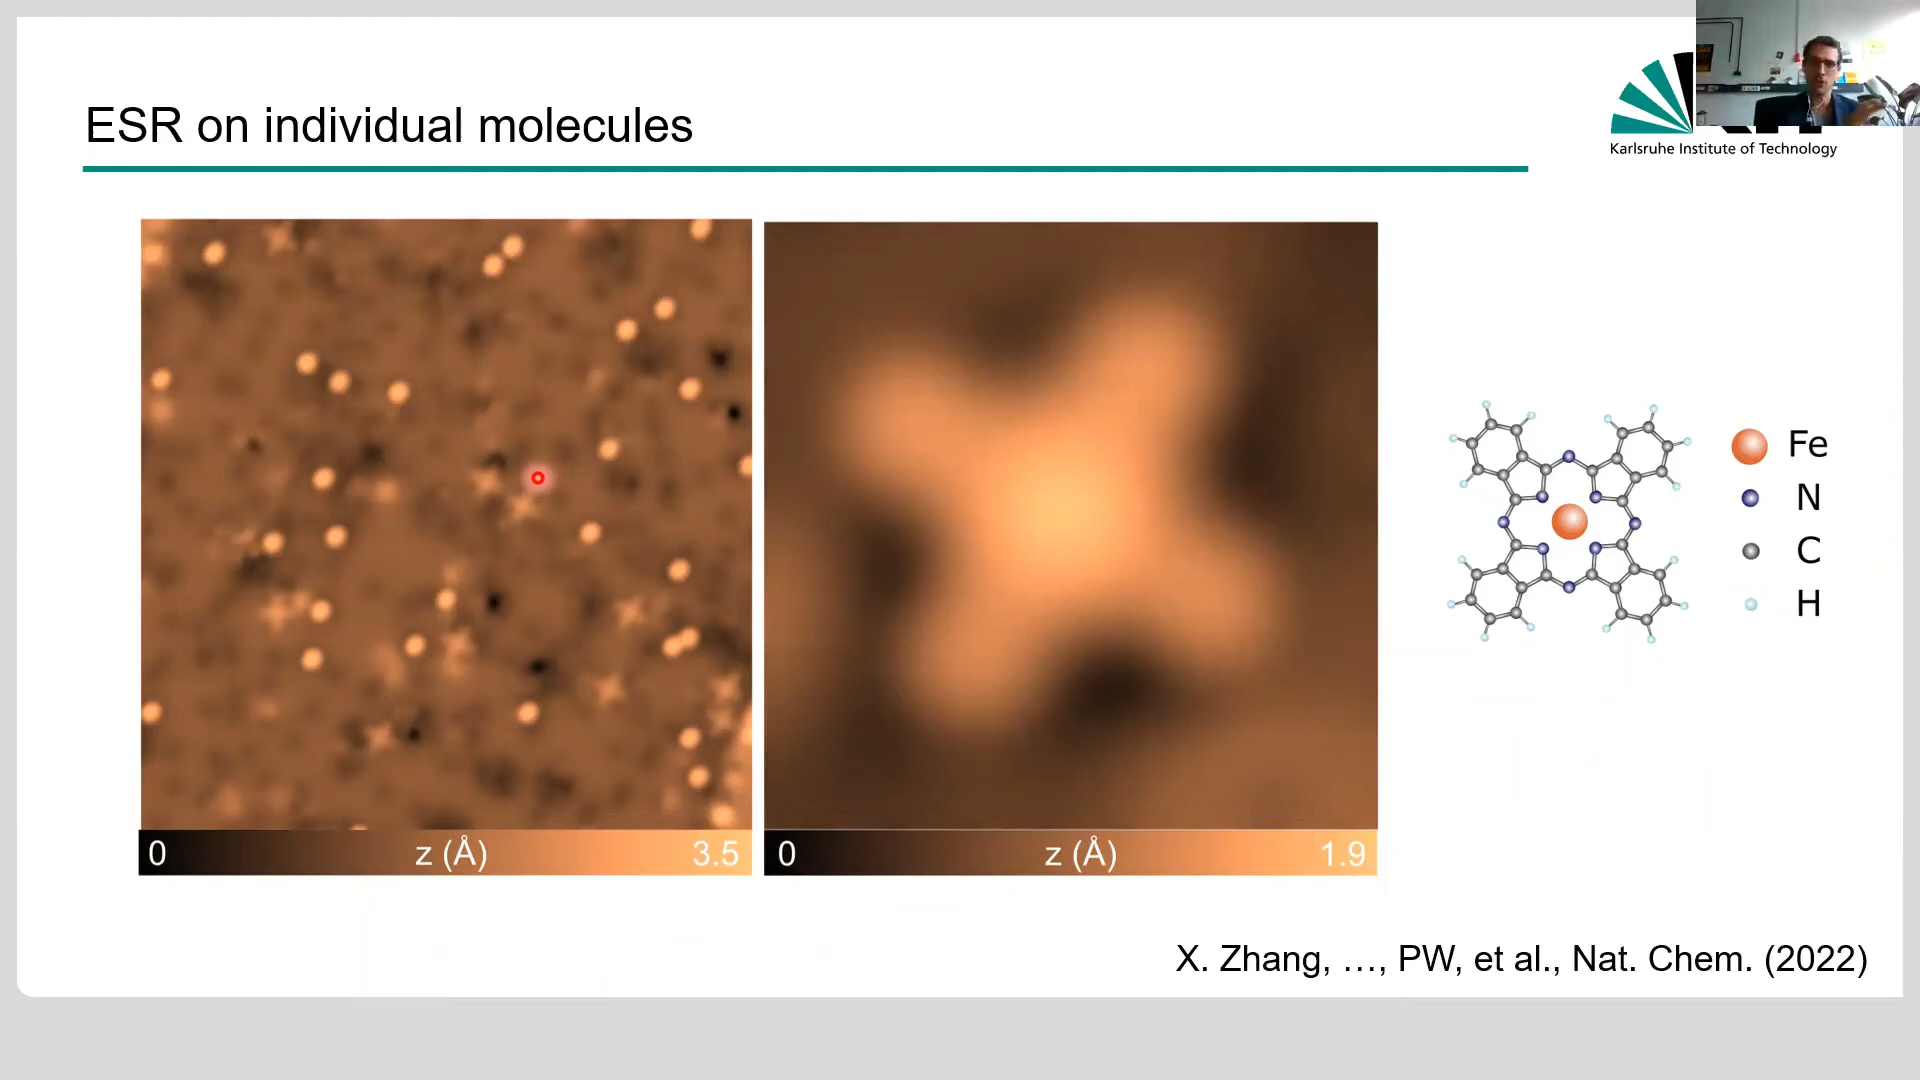 ESR on individual molecules
Karlsruhe Institute of Technology
Fe
N
C
H
0 z (Å) 3.5
0 z (Å) 1.9
X. Zhang, …, PW, et al., Nat. Chem. (2022)